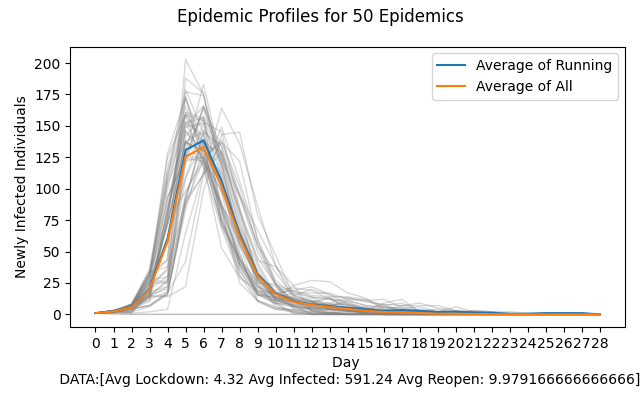 Epidemic Profiles for 50 Epidemics
Average of Running
Average of All
Newly Infected Individuals
200
175
150
125
100
75
50
25
0
0 1 2 3 4 5 6 7 8 9 10 11 12 13 14 15 16 17 18 19 20 21 22 23 24 25 26 27 28
Day
DATA:[Avg Lockdown: 4.32 Avg Infected: 591.24 Avg Reopen: 9.979166666666666]